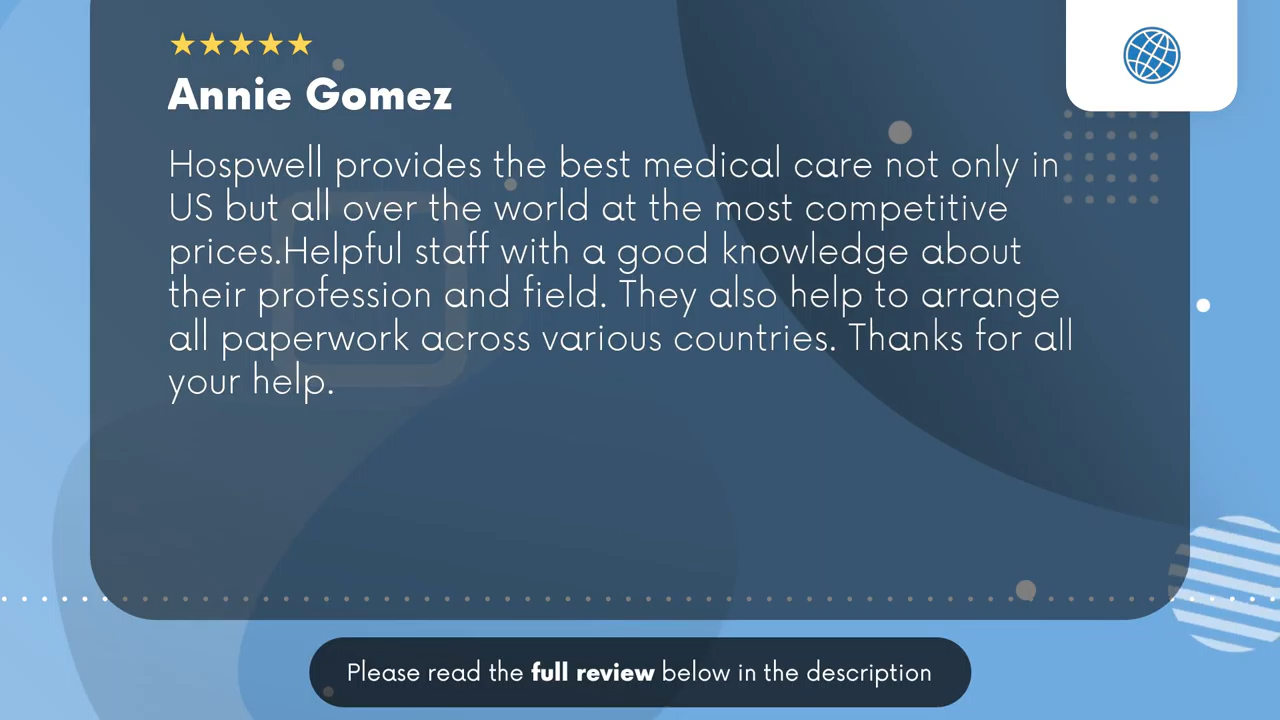 Annie Gomez
Hospwell provides the best medical care not only in
US but all over the world at the most competitive
prices.Helpful staff with a good knowledge about
their profession and field. They also help to arrange
all paperwork across various countries. Thanks for all
your help.
Please read the full review below in the description